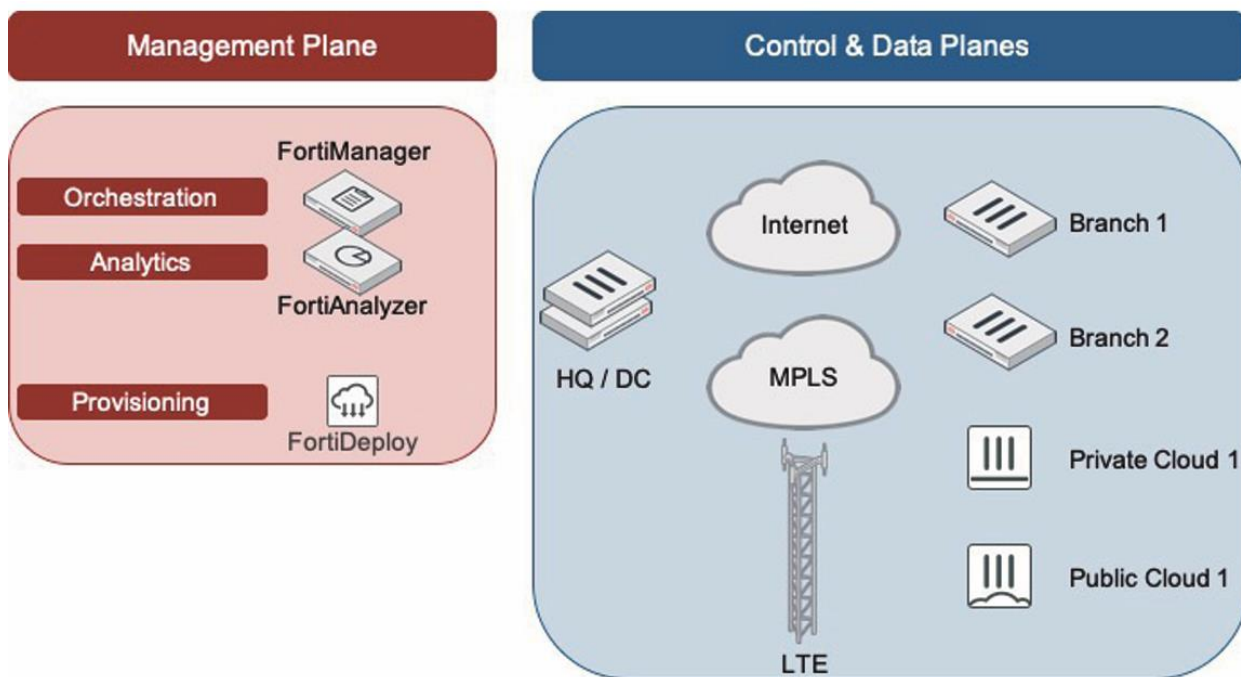 Management Plane
Control & Data Planes
FortiManager
Orchestration
Analytics
FortiAnalyzer
Provisioning
FortiDeploy
Internet
Branch 1
HQ / DC
MPLS
Branch 2
Private Cloud 1
Public Cloud 1
LTE